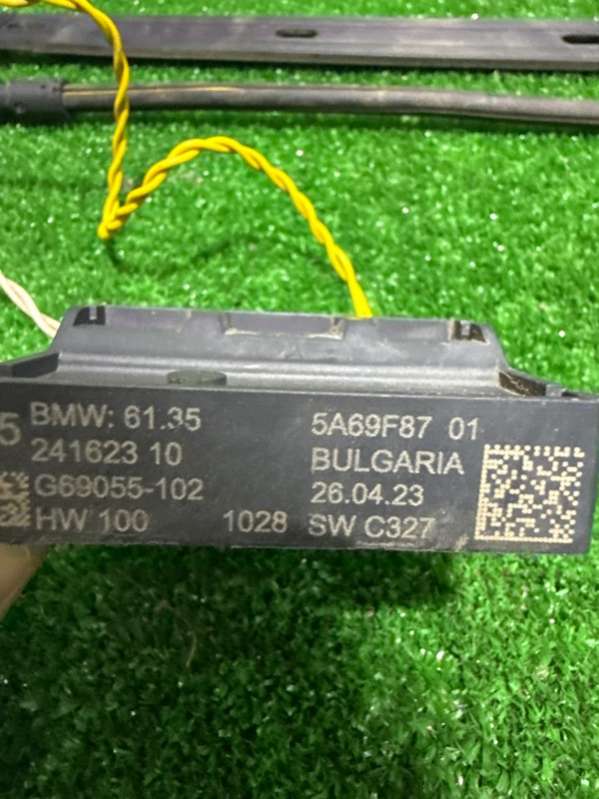 5 BMW: 61.35 5A69F87 01
241623 10 BULGARIA
G69055-102 26.04.23
HW 100 1028 SW C327